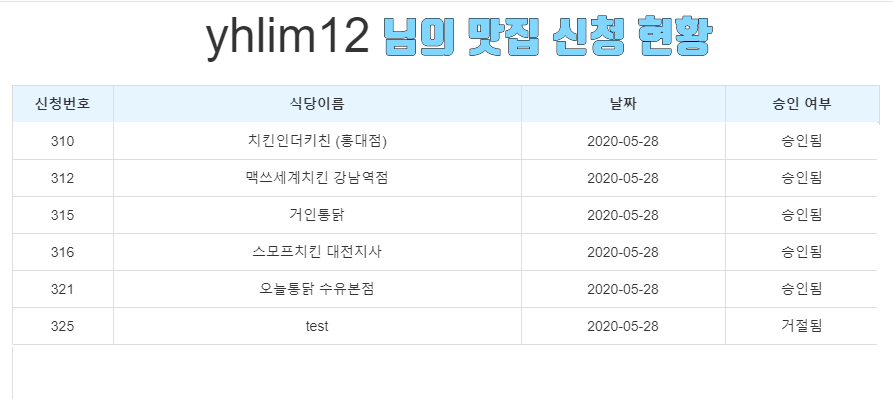 yhlim12 님의 맛집 신청 현황
신청번호 식당이름 날짜 승인 여부
310 치킨인더키친 (홍대점) 2020-05-28 승인됨
312 맥쓰세계치킨 강남역점 2020-05-28 승인됨
315 거인통닭 2020-05-28 승인됨
316 스모프치킨 대전지사 2020-05-28 승인됨
321 오늘통닭 수유본점 2020-05-28 승인됨
325 test 2020-05-28 거절됨